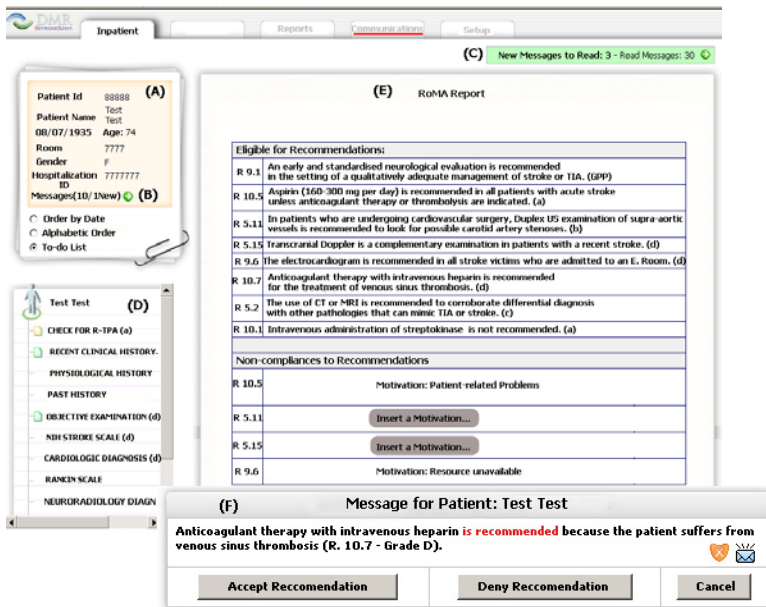 DMR
Inpatient
Reports
Communications
Setup
(C) New Messages to Read: 3 - Read Messages: 30
(A)
Patient Id 88888
Patient Name Test
Test
08/07/1935 Age: 74
Room 7777
Gender F
Hospitalization 7777777
ID
Messages(10/1New) (B)
Order by Date
Alphabetic Order
To-do List
Test Test (D)
CHECK FOR R-TPA (a)
RECENT CLINICAL HISTORY.
PHYSIOLOGICAL HISTORY
PAST HISTORY
OBJECTIVE EXAMINATION (d)
NIH STROKE SCALE (d)
CARDIOLOGIC DIAGNOSIS (d)
RANKIN SCALE
NEURORADIOLOGY DIAGN
(E) RoMA Report
Eligible for Recommendations:
R 9.1 An early and standardised neurological evaluation is recommended
in the setting of a qualitatively adequate management of stroke or TIA. (GPP)
R 10.5 Aspirin (160-300 mg per day) is recommended in all patients with acute stroke
unless anticoagulant therapy or thrombolysis are indicated. (a)
R 5.11 In patients who are undergoing cardiovascular surgery, Duplex US examination of supra-aortic
vessels is recommended to look for possible carotid artery stenoses. (b)
R 5.15 Transcranial Doppler is a complementary examination in patients with a recent stroke. (d)
R 9.6 The electrocardiogram is recommended in all stroke victims who are admitted to an E. Room. (d)
R 10.7 Anticoagulant therapy with intravenous heparin is recommended
for the treatment of venous sinus thrombosis. (d)
R 5.2 The use of CT or MRI is recommended to corroborate differential diagnosis
with other pathologies that can mimic TIA or stroke. (c)
R 10.1 Intravenous administration of streptokinase is not recommended. (a)
Non-compliances to Recommendations
R 10.5 Motivation: Patient-related Problems
R 5.11 Insert a Motivation...
R 5.15 Insert a Motivation...
R 9.6 Motivation: Resource unavailable
(F) Message for Patient: Test Test
Anticoagulant therapy with intravenous heparin is recommended because the patient suffers from
venous sinus thrombosis (R. 10.7 - Grade D).
Accept Reccomendation
Deny Reccomendation
Cancel